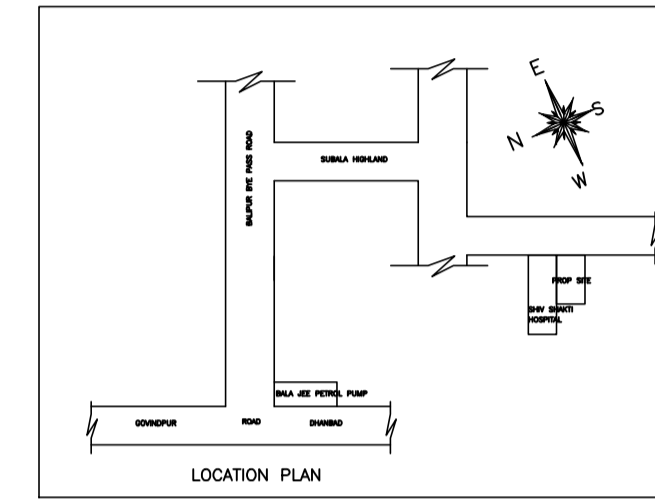 E
S
N
W
BALIPUR BYE PASS ROAD
SUBALA HIGHLAND
PROP SITE
SHIV SHAKTI
HOSPITAL
BALA JEE PETROL PUMP
GOVINDPUR ROAD DHANBAD
LOCATION PLAN